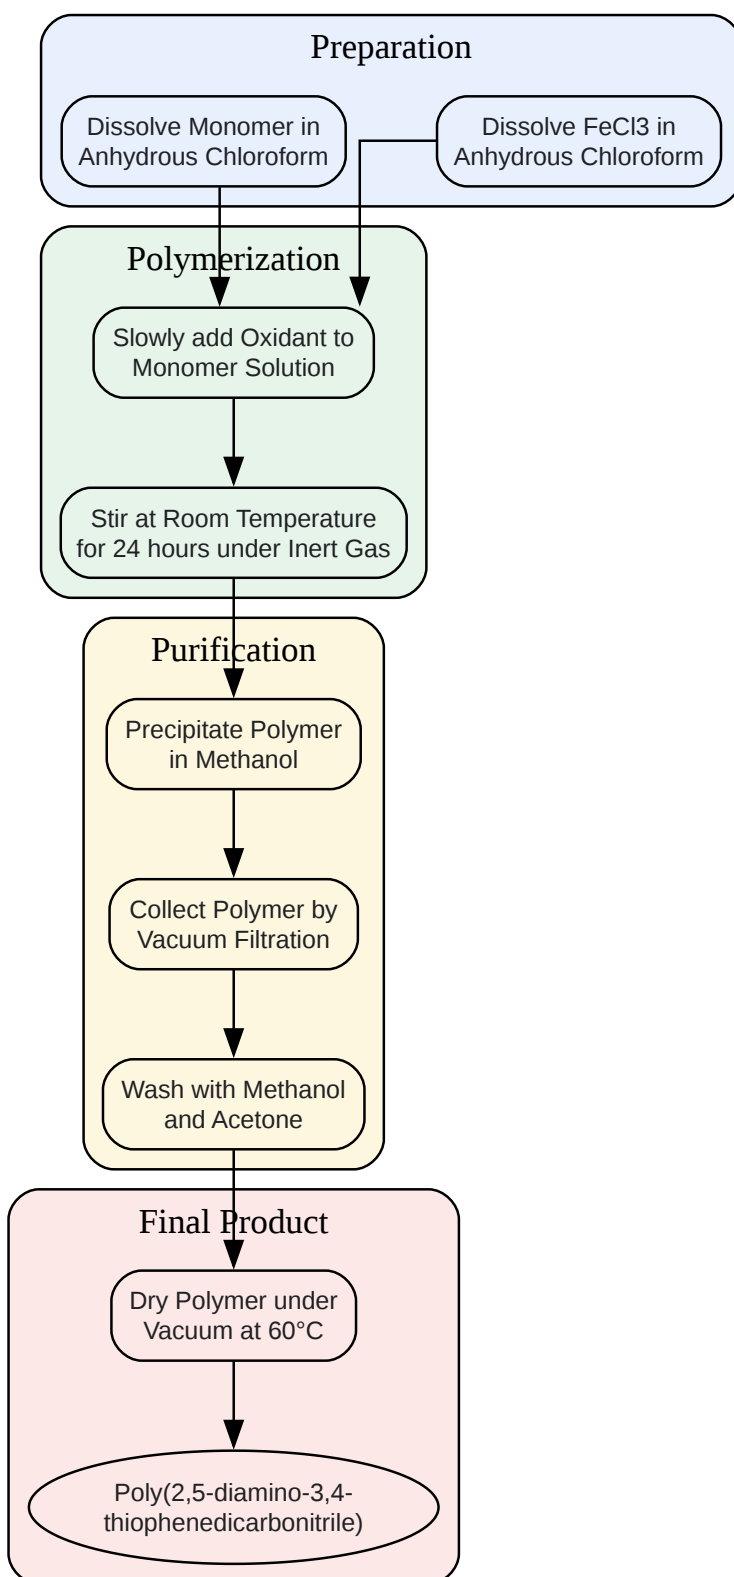 Preparation
Dissolve Monomer in
Anhydrous Chloroform
Dissolve FeCl3 in
Anhydrous Chloroform
Polymerization
Slowly add Oxidant to
Monomer Solution
Stir at Room Temperature
for 24 hours under Inert Gas
Purification
Precipitate Polymer
in Methanol
Collect Polymer by
Vacuum Filtration
Wash with Methanol
and Acetone
Final Product
Dry Polymer under
Vacuum at 60°C
Poly(2,5-diamino-3,4-
thiophenedicarbonitrile)